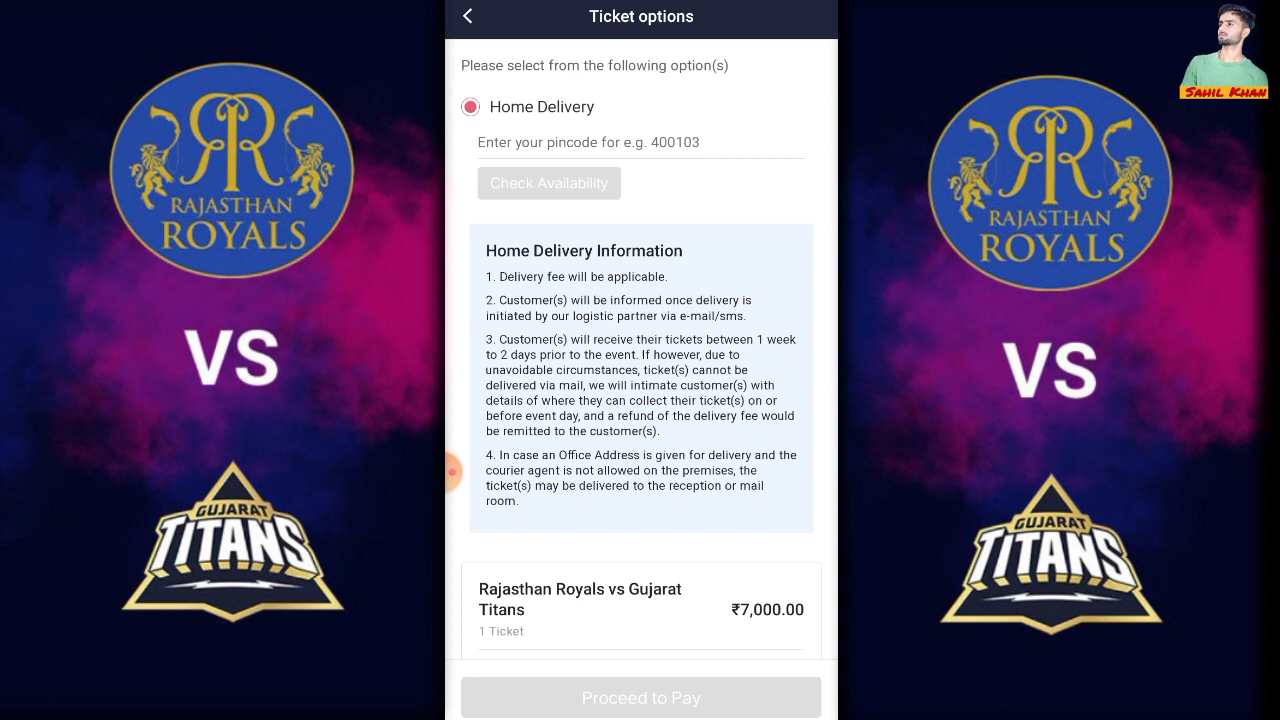 RAJASTHAN
ROYALS
VS
GUJARAT
TITANS
Ticket options
Please select from the following option(s)
Home Delivery
Enter your pincode for e.g. 400103
Check Availability
Home Delivery Information
1. Delivery fee will be applicable.
2. Customer(s) will be informed once delivery is
initiated by our logistic partner via e-mail/sms.
3. Customer(s) will receive their tickets between 1 week
to 2 days prior to the event. If however, due to
unavoidable circumstances, ticket(s) cannot be
delivered via mail, we will intimate customer(s) with
details of where they can collect their ticket(s) on or
before event day, and a refund of the delivery fee would
be remitted to the customer(s).
4. In case an Office Address is given for delivery and the
courier agent is not allowed on the premises, the
ticket(s) may be delivered to the reception or mail
room.
Rajasthan Royals vs Gujarat
Titans
₹7,000.00
1 Ticket
Proceed to Pay
SAHIL KHAN
RAJASTHAN
ROYALS
VS
GUJARAT
TITANS